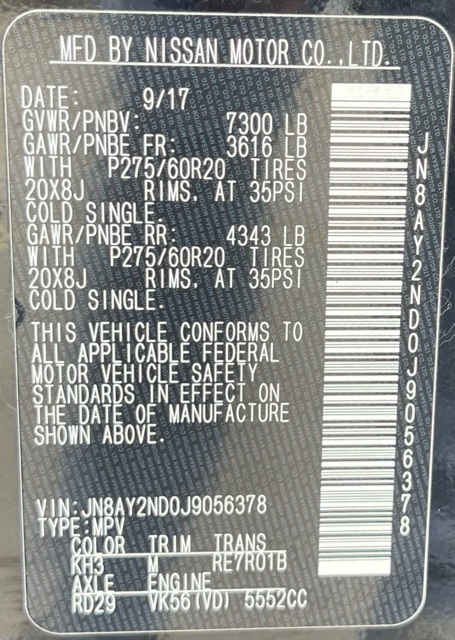 MFD BY NISSAN MOTOR CO.,LTD.
DATE: 9/17
GVWR/PNBV: 7300 LB
GAWR/PNBE FR: 3616 LB
WITH P275/60R20 TIRES
20X8J RIMS, AT 35PSI
COLD SINGLE.
GAWR/PNBE RR: 4343 LB
WITH P275/60R20 TIRES
20X8J RIMS, AT 35PSI
COLD SINGLE.
THIS VEHICLE CONFORMS TO
ALL APPLICABLE FEDERAL
MOTOR VEHICLE SAFETY
STANDARDS IN EFFECT ON
THE DATE OF MANUFACTURE
SHOWN ABOVE.
VIN:JN8AY2ND0J9056378
TYPE:MPV
COLOR TRIM TRANS
KH3 M RE7R01B
AXLE ENGINE
RD29 VK56(VD) 5552CC
JN8AY2ND0J9056378